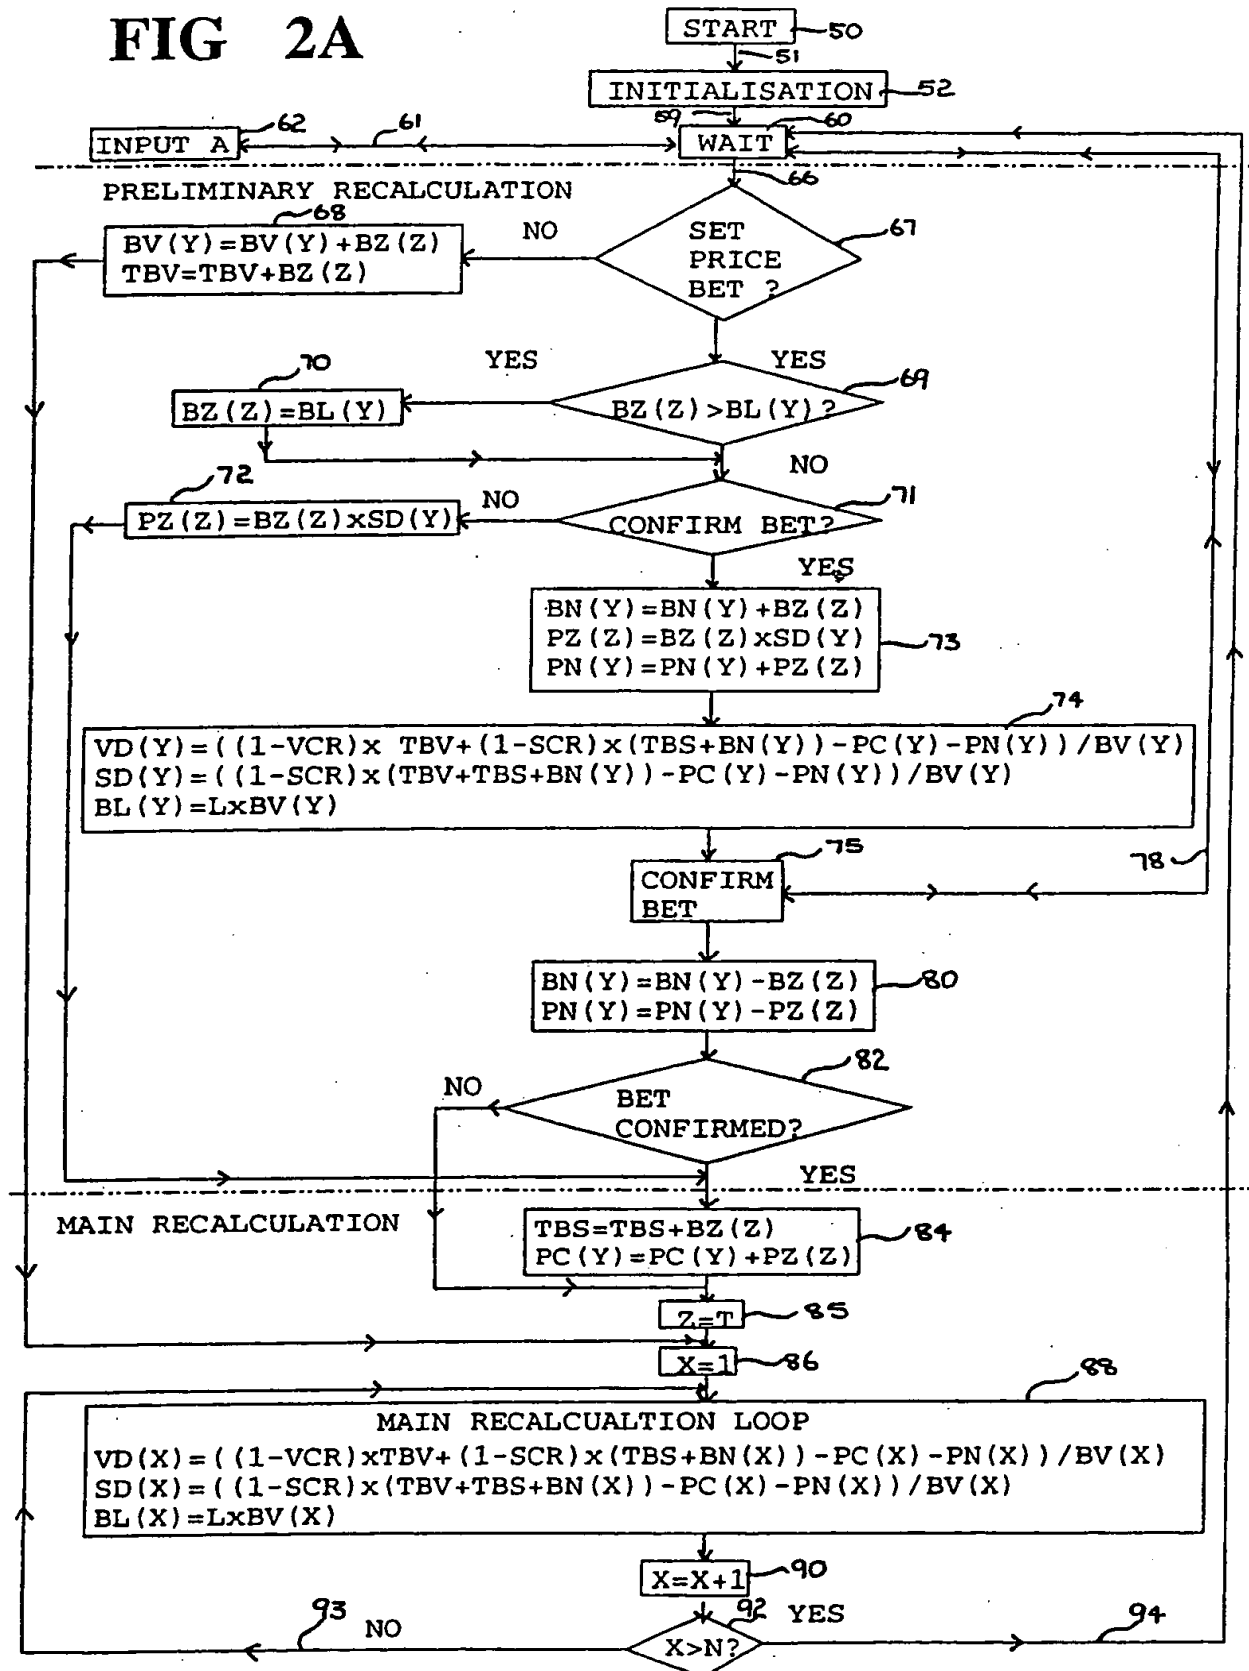 FIG 2A
START 50
51
INITIALISATION 52
59
INPUT A 62
61
WAIT 60
66
PRELIMINARY RECALCULATION
68
BV(Y)=BV(Y)+BZ(Z)
TBV=TBV+BZ(Z)
NO
SET
PRICE
BET ?
67
YES
YES
70
BZ(Z)=BL(Y)
BZ(Z)>BL(Y)?
69
NO
72
PZ(Z)=BZ(Z)xSD(Y)
NO
CONFIRM BET?
71
YES
BN(Y)=BN(Y)+BZ(Z)
PZ(Z)=BZ(Z)xSD(Y)
PN(Y)=PN(Y)+PZ(Z)
73
74
VD(Y)=((1-VCR)x TBV+(1-SCR)x(TBS+BN(Y))-PC(Y)-PN(Y))/BV(Y)
SD(Y)=((1-SCR)x(TBV+TBS+BN(Y))-PC(Y)-PN(Y))/BV(Y)
BL(Y)=LxBV(Y)
75
CONFIRM
BET
78
BN(Y)=BN(Y)-BZ(Z)
PN(Y)=PN(Y)-PZ(Z)
80
82
NO
BET
CONFIRMED?
YES
MAIN RECALCULATION
TBS=TBS+BZ(Z)
PC(Y)=PC(Y)+PZ(Z)
84
Z=T 85
X=1 86
88
MAIN RECALCUALTION LOOP
VD(X)=((1-VCR)xTBV+(1-SCR)x(TBS+BN(X))-PC(X)-PN(X))/BV(X)
SD(X)=((1-SCR)x(TBV+TBS+BN(X))-PC(X)-PN(X))/BV(X)
BL(X)=LxBV(X)
X=X+1 90
93
NO
92
YES
94
X>N?